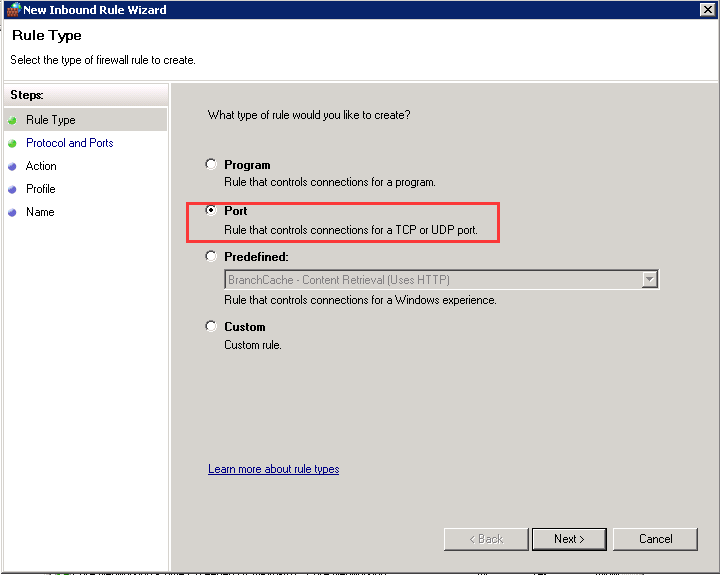 New Inbound Rule Wizard
Rule Type
Select the type of firewall rule to create.
Steps:
Rule Type
Protocol and Ports
Action
Profile
Name
What type of rule would you like to create?
Program
Rule that controls connections for a program.
Port
Rule that controls connections for a TCP or UDP port.
Predefined:
BranchCache - Content Retrieval (Uses HTTP)
Rule that controls connections for a Windows experience.
Custom
Custom rule.
Learn more about rule types
< Back
Next >
Cancel